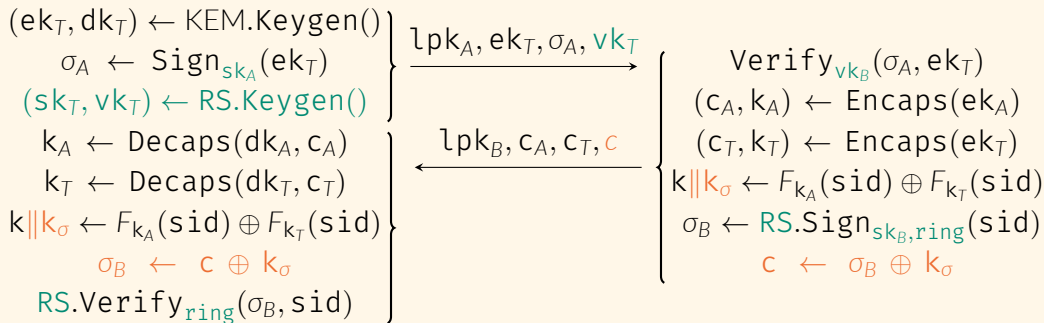 (ek_T, dk_T) ← KEM.Keygen()
σ_A ← Sign_{sk_A}(ek_T)
(sk_T, vk_T) ← RS.Keygen()
lpk_A, ek_T, σ_A, vk_T
Verify_{vk_B}(σ_A, ek_T)
(c_A, k_A) ← Encaps(ek_A)
(c_T, k_T) ← Encaps(ek_T)
k‖k_σ ← F_{k_A}(sid) ⊕ F_{k_T}(sid)
σ_B ← RS.Sign_{sk_B,ring}(sid)
c ← σ_B ⊕ k_σ
lpk_B, c_A, c_T, c
k_A ← Decaps(dk_A, c_A)
k_T ← Decaps(dk_T, c_T)
k‖k_σ ← F_{k_A}(sid) ⊕ F_{k_T}(sid)
σ_B ← c ⊕ k_σ
RS.Verify_{ring}(σ_B, sid)